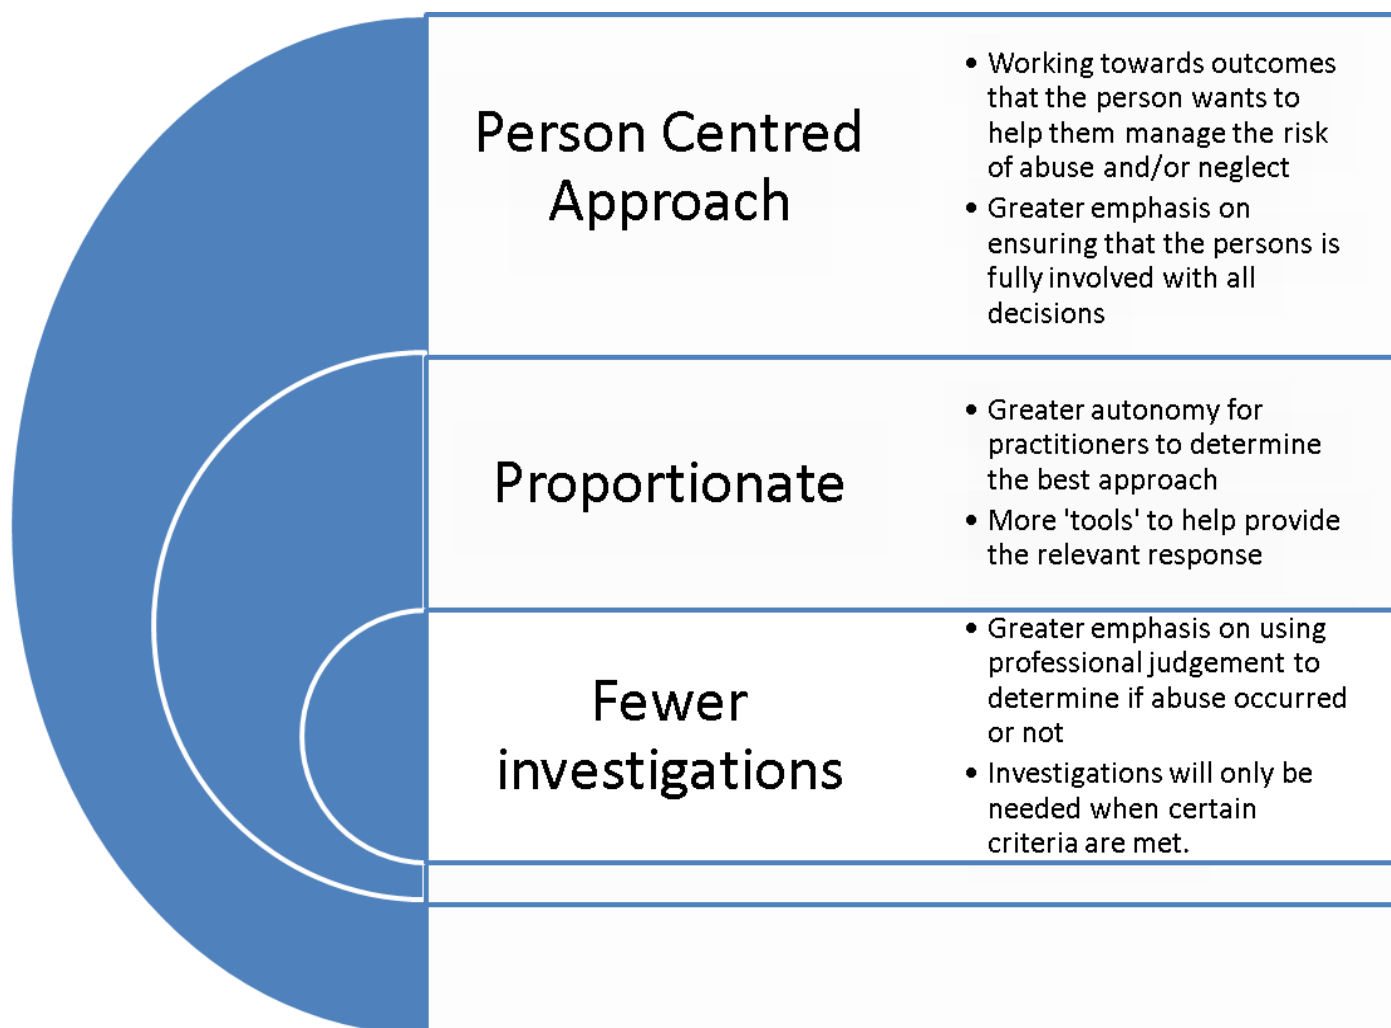 Person Centred
Approach
• Working towards outcomes
that the person wants to
help them manage the risk
of abuse and/or neglect
• Greater emphasis on
ensuring that the persons is
fully involved with all
decisions
Proportionate
• Greater autonomy for
practitioners to determine
the best approach
• More 'tools' to help provide
the relevant response
Fewer
investigations
• Greater emphasis on using
professional judgement to
determine if abuse occurred
or not
• Investigations will only be
needed when certain
criteria are met.